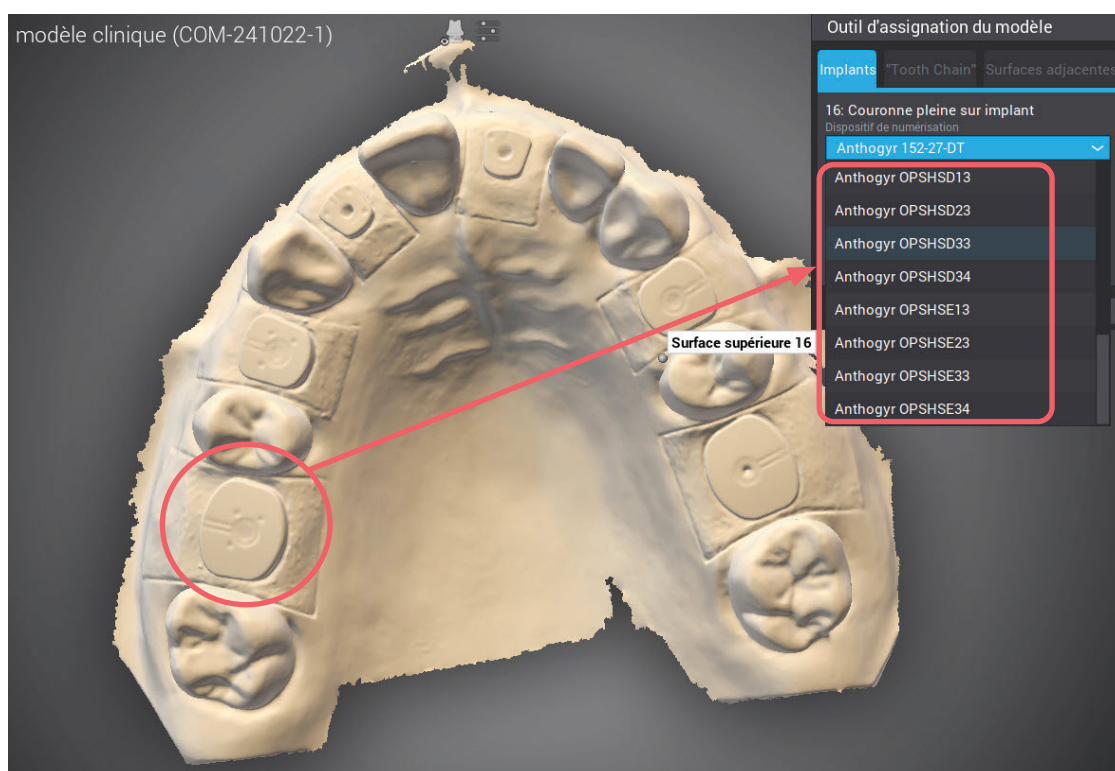 modèle clinique (COM-241022-1)
Outil d'assignation du modèle
Implants "Tooth Chain" Surfaces adjacentes
16: Couronne pleine sur implant
Dispositif de numérisation
Anthogyr 152-27-DT
Anthogyr OPSHSD13
Anthogyr OPSHSD23
Anthogyr OPSHSD33
Anthogyr OPSHSD34
Anthogyr OPSHSE13
Anthogyr OPSHSE23
Anthogyr OPSHSE33
Anthogyr OPSHSE34
Surface supérieure 16